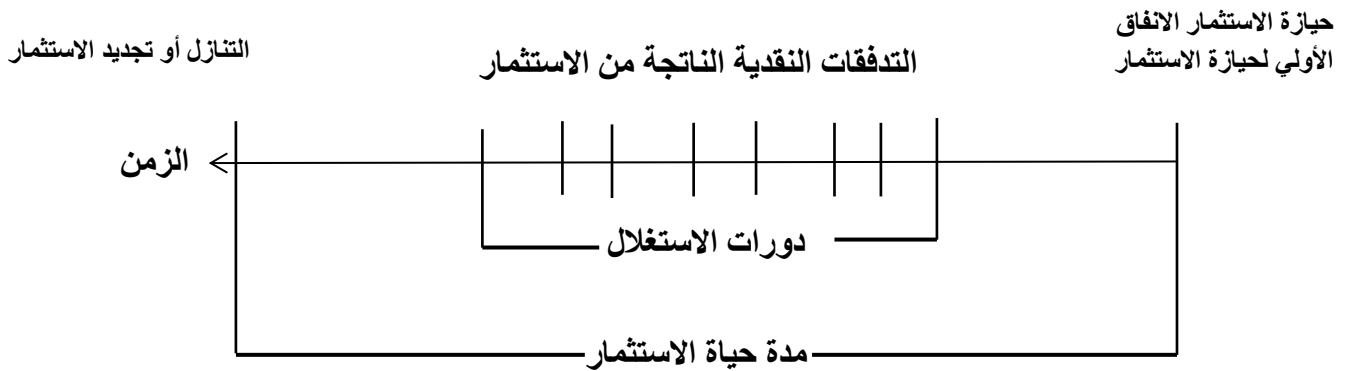 حيازة الاستثمار الانفاق
الأولي لحيازة الاستثمار
التدفقات النقدية الناتجة من الاستثمار
التنازل أو تجديد الاستثمار
الزمن
دورات الاستغلال
مدة حياة الاستثمار